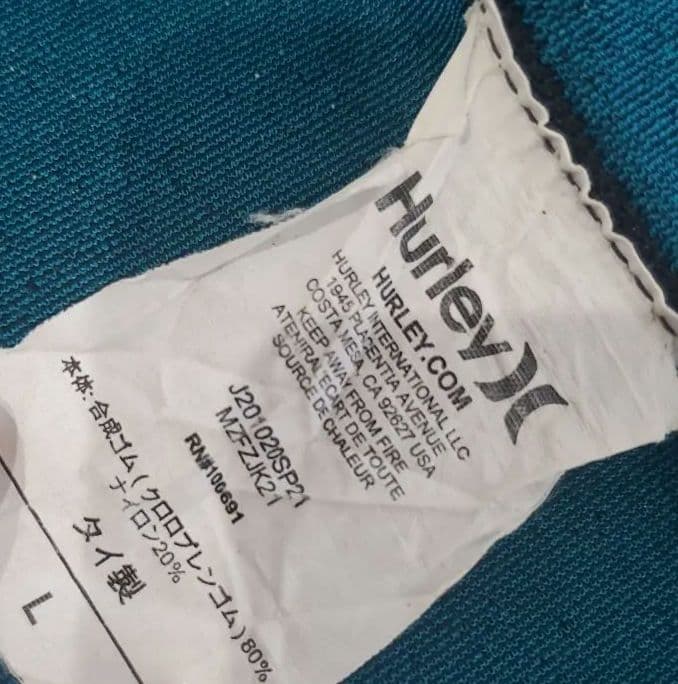 Hurley
HURLEY.COM
HURLEY INTERNATIONAL LLC
1945 PLACENTIA AVENUE
COSTA MESA, CA 92627 USA
KEEP AWAY FROM FIRE
ATENIRALECART DE TOUTE
SOURCE DE CHALEUR
J201020SP21
MZFZJK21
RN#100691
本体: 合成ゴム(クロロプレンゴム)80%
ナイロン20%
タイ製
L